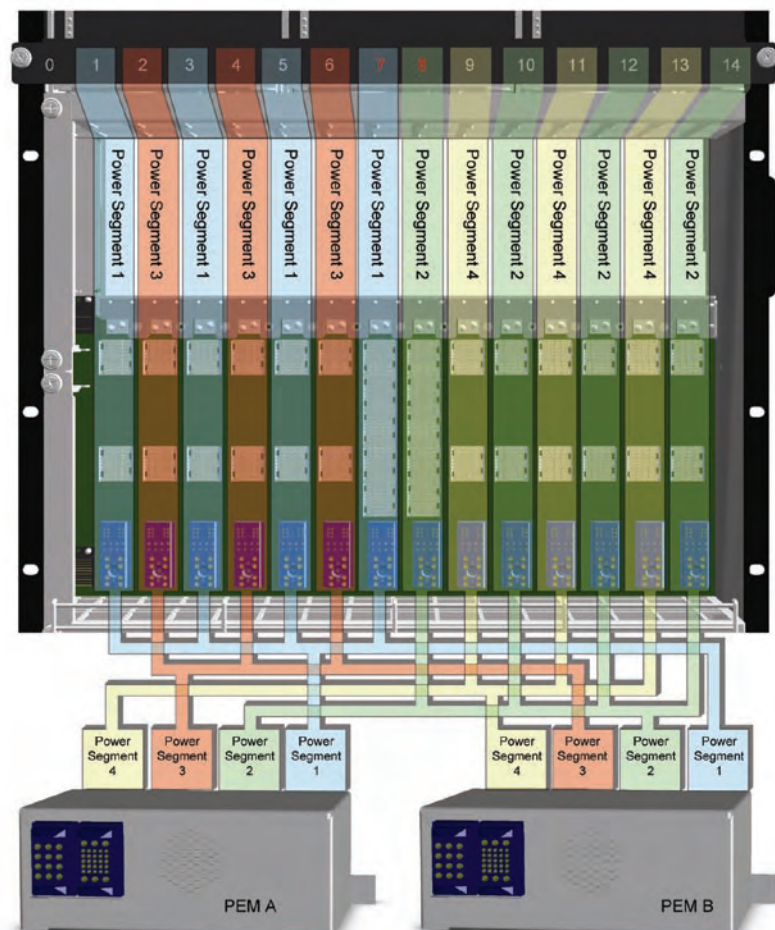 0 1 2 3 4 5 6 7 8 9 10 11 12 13 14
Power Segment 1
Power Segment 3
Power Segment 1
Power Segment 3
Power Segment 1
Power Segment 3
Power Segment 1
Power Segment 2
Power Segment 4
Power Segment 2
Power Segment 4
Power Segment 2
Power Segment 4
Power Segment 2
Power
Segment
4
Power
Segment
3
Power
Segment
2
Power
Segment
1
Power
Segment
4
Power
Segment
3
Power
Segment
2
Power
Segment
1
PEM A
PEM B